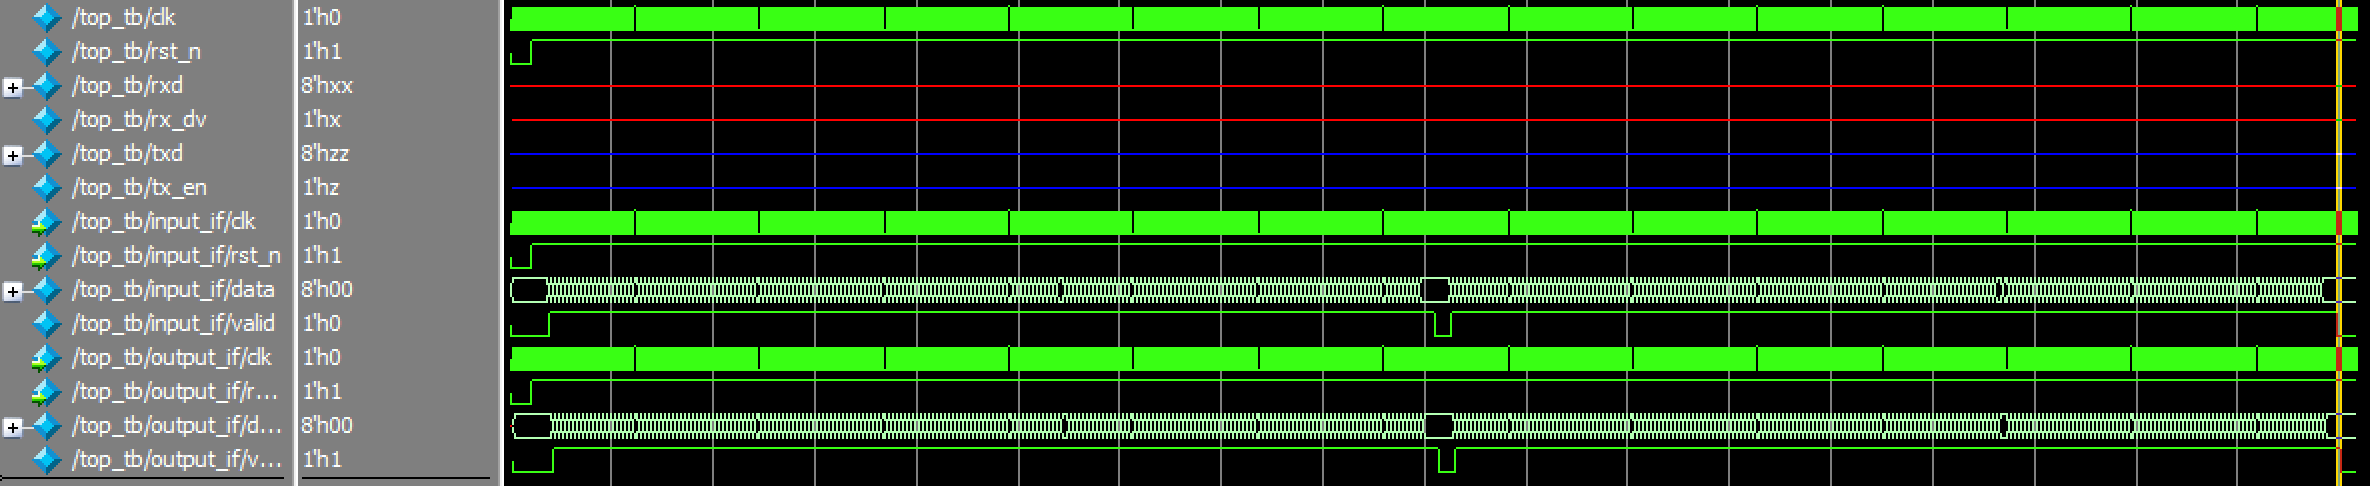 /top_tb/clk 1'h0
/top_tb/rst_n 1'h1
/top_tb/rxd 8'hxx
/top_tb/rx_dv 1'hx
/top_tb/txd 8'hzz
/top_tb/tx_en 1'hz
/top_tb/input_if/clk 1'h0
/top_tb/input_if/rst_n 1'h1
/top_tb/input_if/data 8'h00
/top_tb/input_if/valid 1'h0
/top_tb/output_if/clk 1'h0
/top_tb/output_if/r... 1'h1
/top_tb/output_if/d... 8'h00
/top_tb/output_if/v... 1'h1